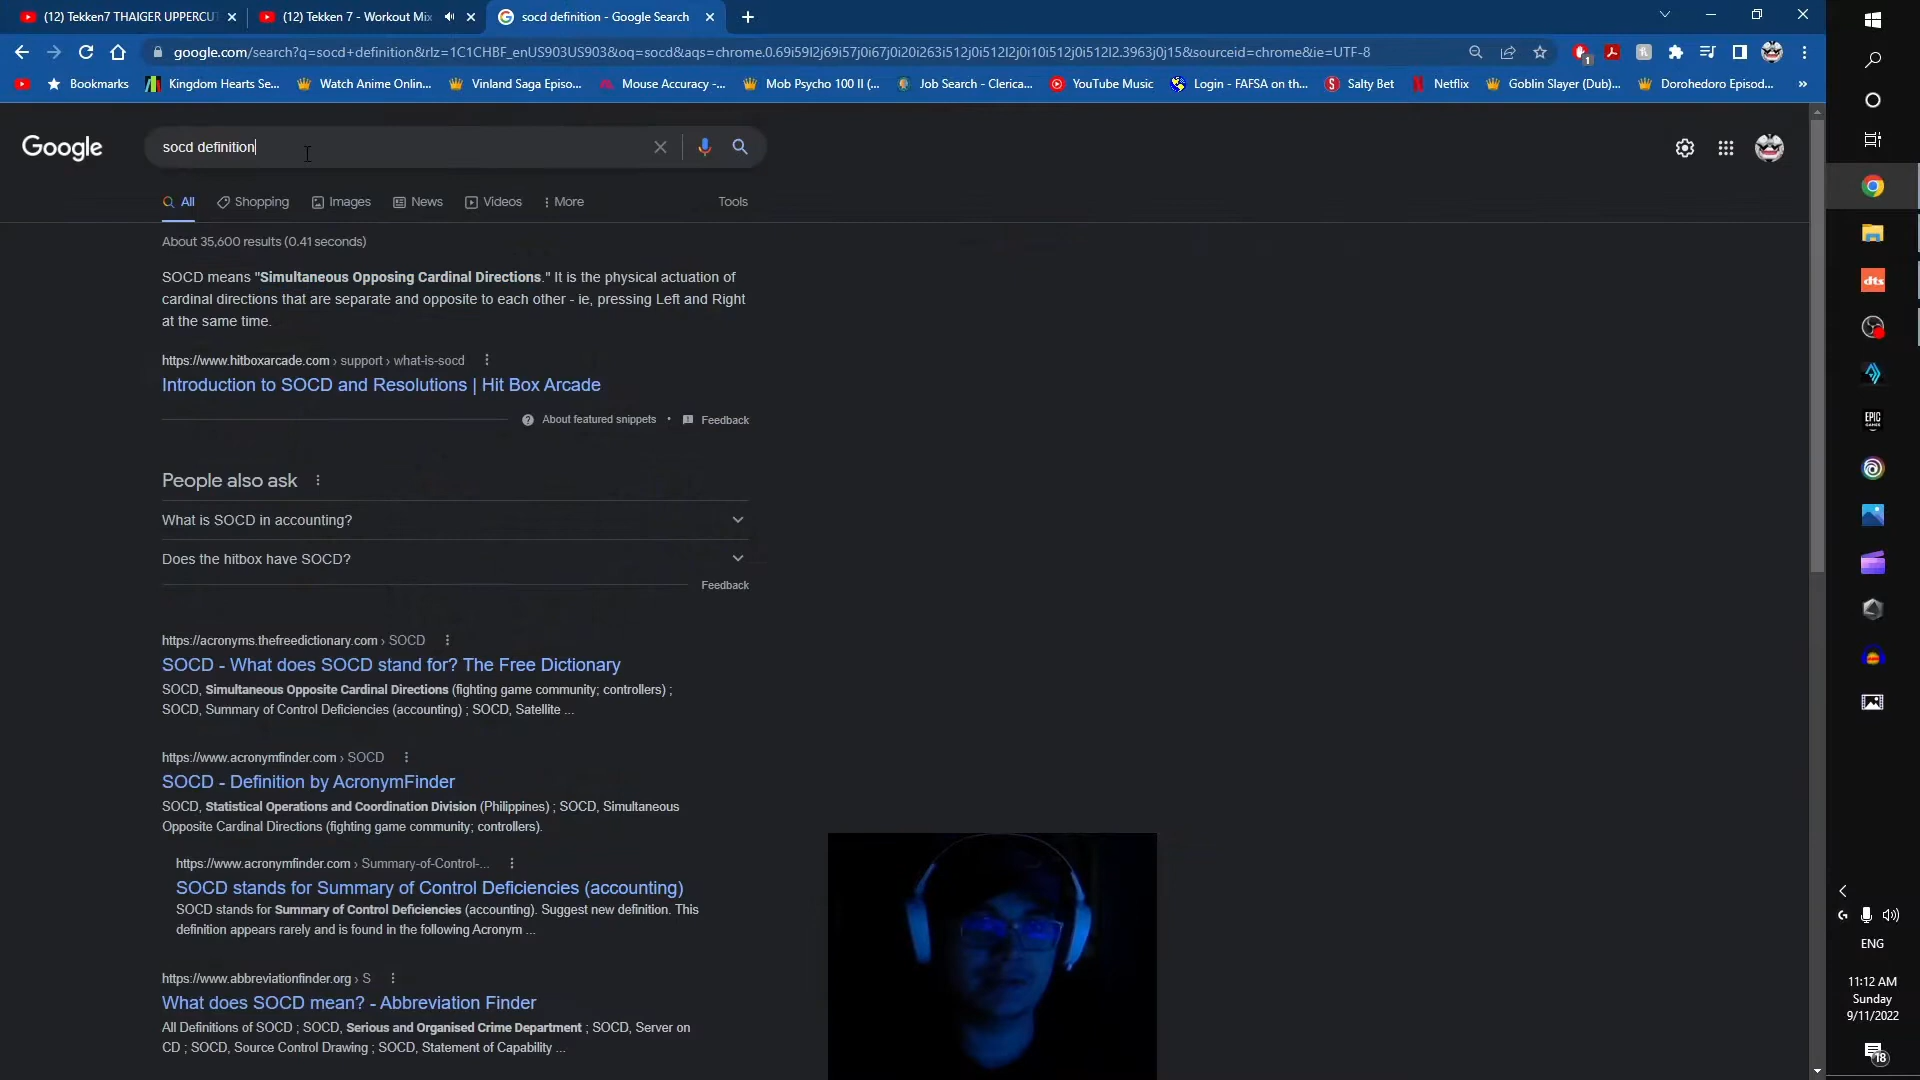 (12) Tekken7 THAIGER UPPERCUT
(12) Tekken 7 - Workout Mix
socd definition - Google Search
google.com/search?q=socd+definition&rlz=1C1CHBF_enUS903US903&oq=socd&aqs=chrome.0.69i59l2j69i57j0i67j0i20i263i512j0i512l2j0i10i512j0i512l2.3963j0j15&sourceid=chrome&ie=UTF-8
1
Bookmarks
Kingdom Hearts Se...
Watch Anime Onlin...
Vinland Saga Episo...
Mouse Accuracy -...
Mob Psycho 100 II (...
Job Search - Clerica...
YouTube Music
Login - FAFSA on th...
Salty Bet
Netflix
Goblin Slayer (Dub)...
Dorohedoro Episod...
Google
socd definition
All
Shopping
Images
News
Videos
More
Tools
About 35,600 results (0.41 seconds)
SOCD means "Simultaneous Opposing Cardinal Directions." It is the physical actuation of
cardinal directions that are separate and opposite to each other - ie, pressing Left and Right
at the same time.
https://www.hitboxarcade.com › support › what-is-socd
Introduction to SOCD and Resolutions | Hit Box Arcade
About featured snippets • Feedback
People also ask
What is SOCD in accounting?
Does the hitbox have SOCD?
Feedback
https://acronyms.thefreedictionary.com › SOCD
SOCD - What does SOCD stand for? The Free Dictionary
SOCD, Simultaneous Opposite Cardinal Directions (fighting game community; controllers) ;
SOCD, Summary of Control Deficiencies (accounting) ; SOCD, Satellite ...
https://www.acronymfinder.com › SOCD
SOCD - Definition by AcronymFinder
SOCD, Statistical Operations and Coordination Division (Philippines) ; SOCD, Simultaneous
Opposite Cardinal Directions (fighting game community; controllers).
https://www.acronymfinder.com › Summary-of-Control-...
SOCD stands for Summary of Control Deficiencies (accounting)
SOCD stands for Summary of Control Deficiencies (accounting). Suggest new definition. This
definition appears rarely and is found in the following Acronym ...
https://www.abbreviationfinder.org › S
What does SOCD mean? - Abbreviation Finder
All Definitions of SOCD ; SOCD, Serious and Organised Crime Department ; SOCD, Server on
CD ; SOCD, Source Control Drawing ; SOCD, Statement of Capability ...
dts
EPIC
GAMES
ENG
11:12 AM
Sunday
9/11/2022
18